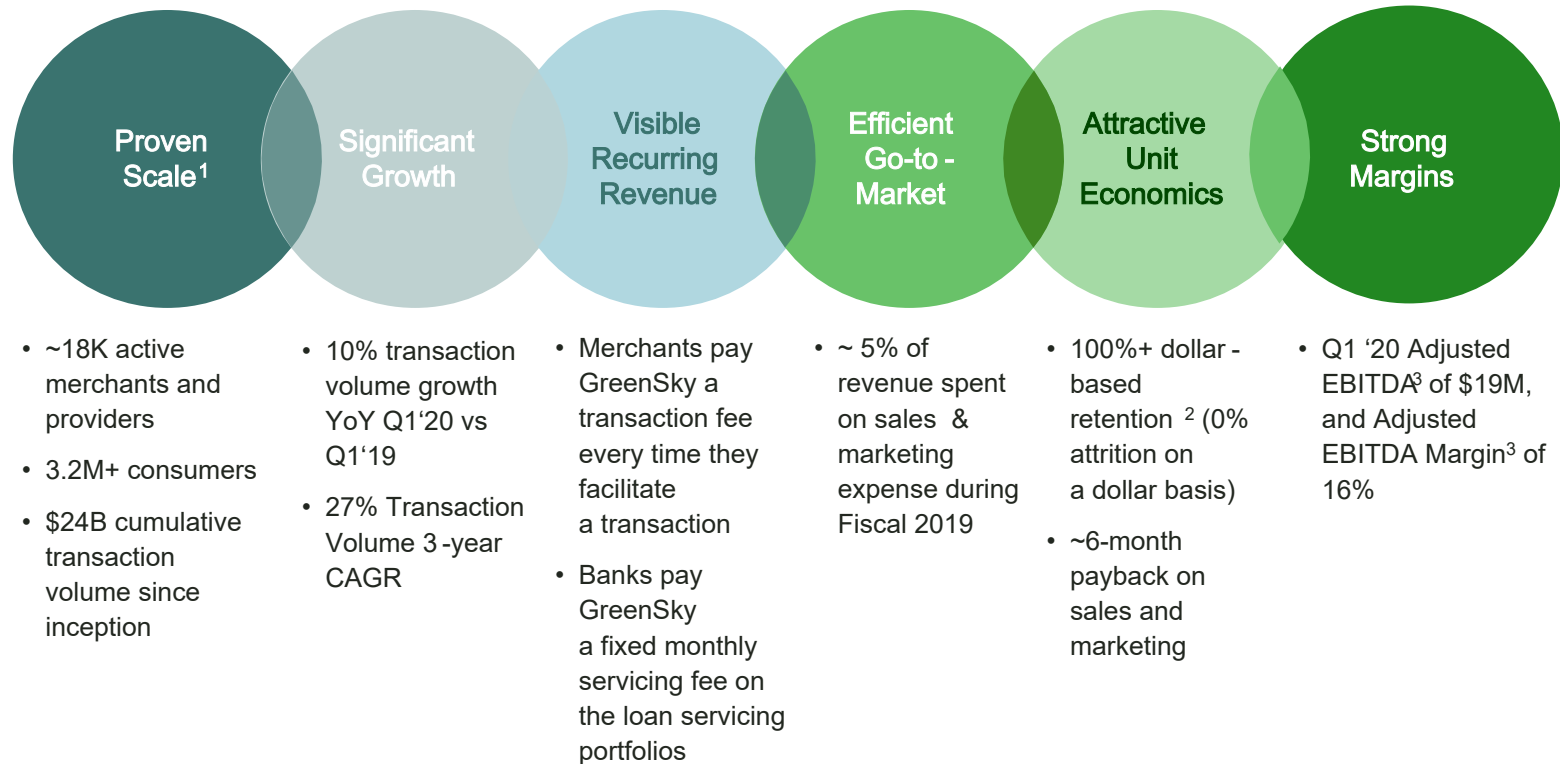 Proven
Scale1
Significant
Growth
Visible
Recurring
Revenue
Efficient
Go-to -
Market
Attractive
Unit
Economics
Strong
Margins
• ~18K active
merchants and
providers
• 3.2M+ consumers
• $24B cumulative
transaction
volume since
inception
• 10% transaction
volume growth
YoY Q1‘20 vs
Q1‘19
• 27% Transaction
Volume 3 -year
CAGR
• Merchants pay
GreenSky a
transaction fee
every time they
facilitate
a transaction
• Banks pay
GreenSky
a fixed monthly
servicing fee on
the loan servicing
portfolios
• ~ 5% of
revenue spent
on sales &
marketing
expense during
Fiscal 2019
• 100%+ dollar -
based
retention 2 (0%
attrition on
a dollar basis)
• ~6-month
payback on
sales and
marketing
• Q1 ‘20 Adjusted
EBITDA3 of $19M,
and Adjusted
EBITDA Margin3 of
16%